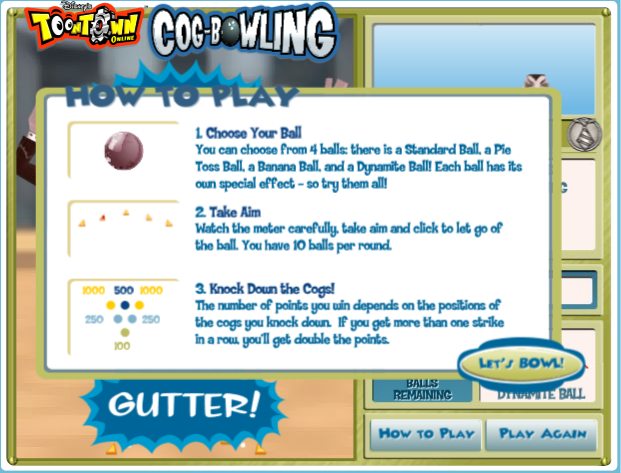 Disney's
TOONTOWN
ONLINE
COG-BOWLING
HOW TO PLAY
1. Choose Your Ball
You can choose from 4 balls: there is a Standard Ball, a Pie
Toss Ball, a Banana Ball, and a Dynamite Ball! Each ball has its
own special effect - so try them all!
2. Take Aim
Watch the meter carefully, take aim and click to let go of
the ball. You have 10 balls per round.
3. Knock Down the Cogs!
The number of points you win depends on the positions of
the cogs you knock down. If you get more than one strike
in a row, you'll get double the points.
1000 500 1000
250 250
100
LET'S BOWL!
BALLS
REMAINING
DYNAMITE BALL
GUTTER!
HOW TO PLAY
PLAY AGAIN